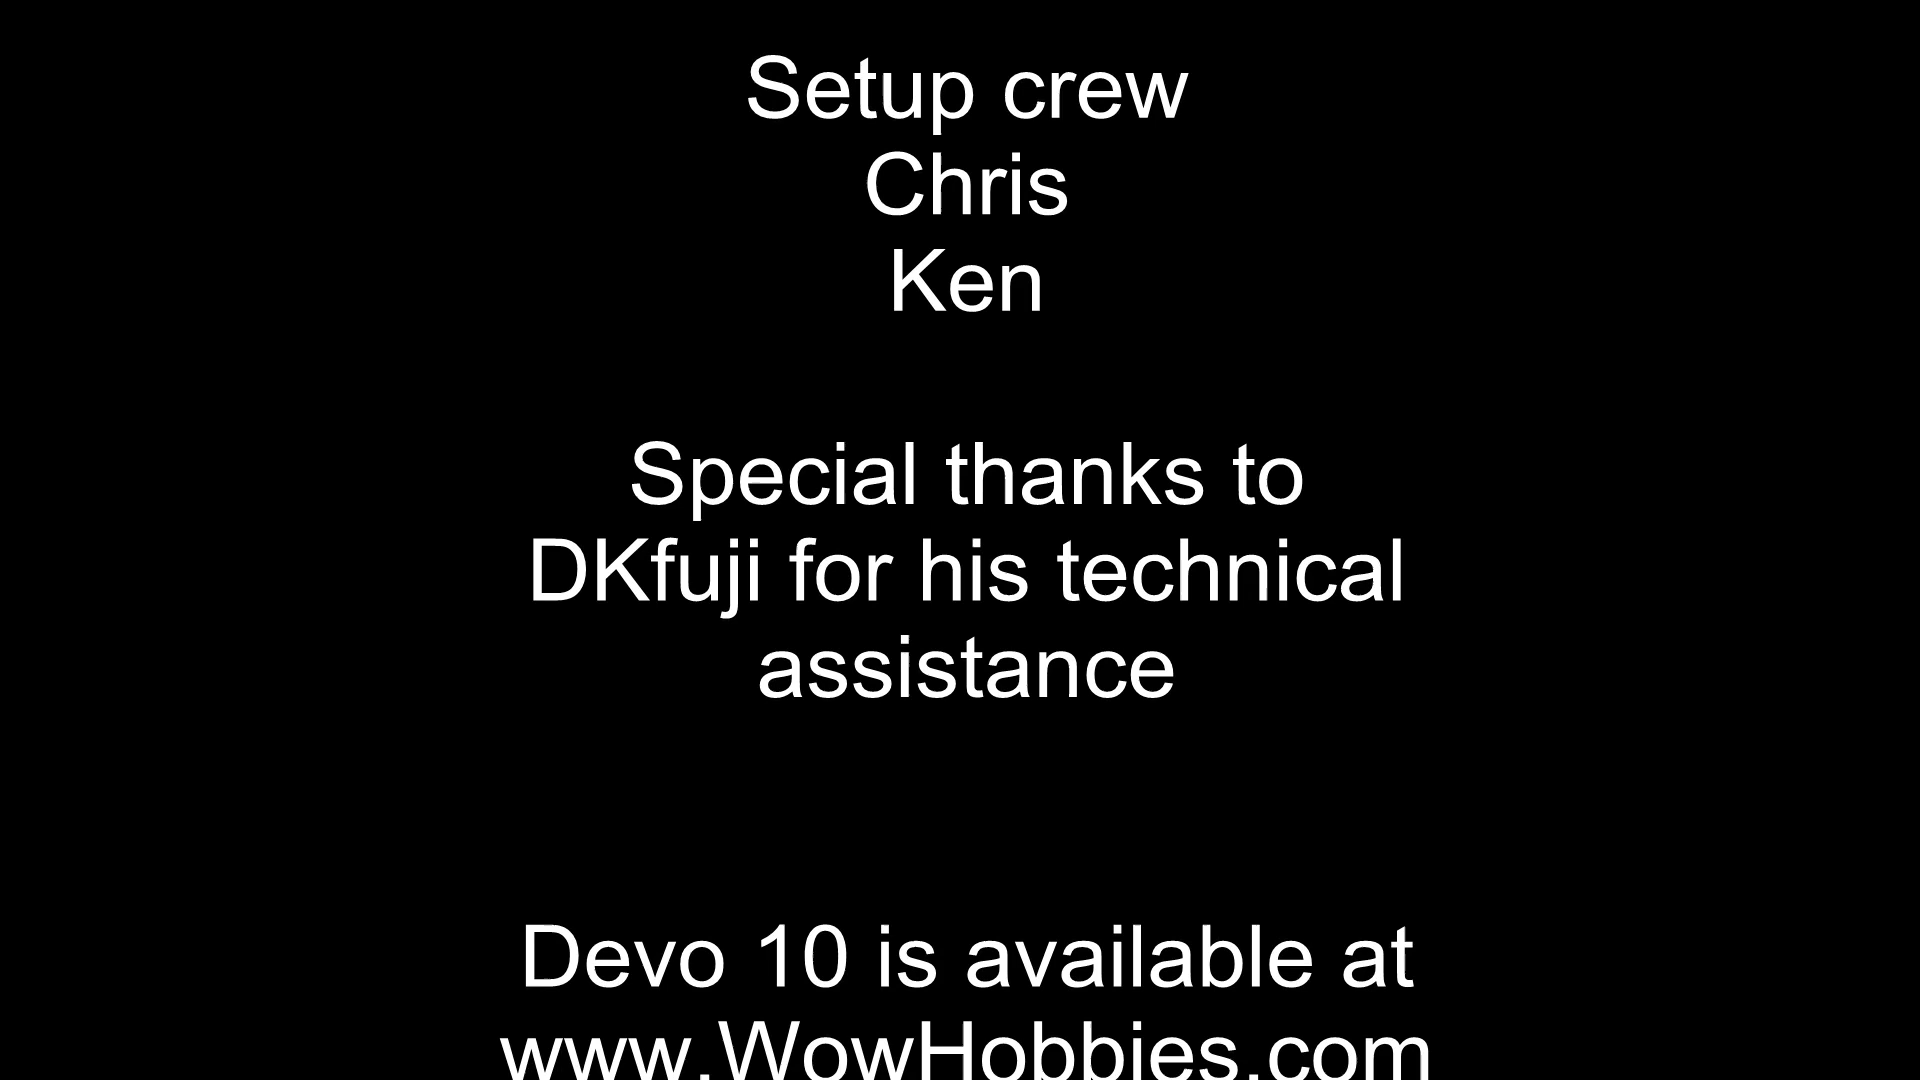 Setup crew
Chris
Ken
Special thanks to
DKfuji for his technical
assistance
Devo 10 is available at
www.WowHobbies.com